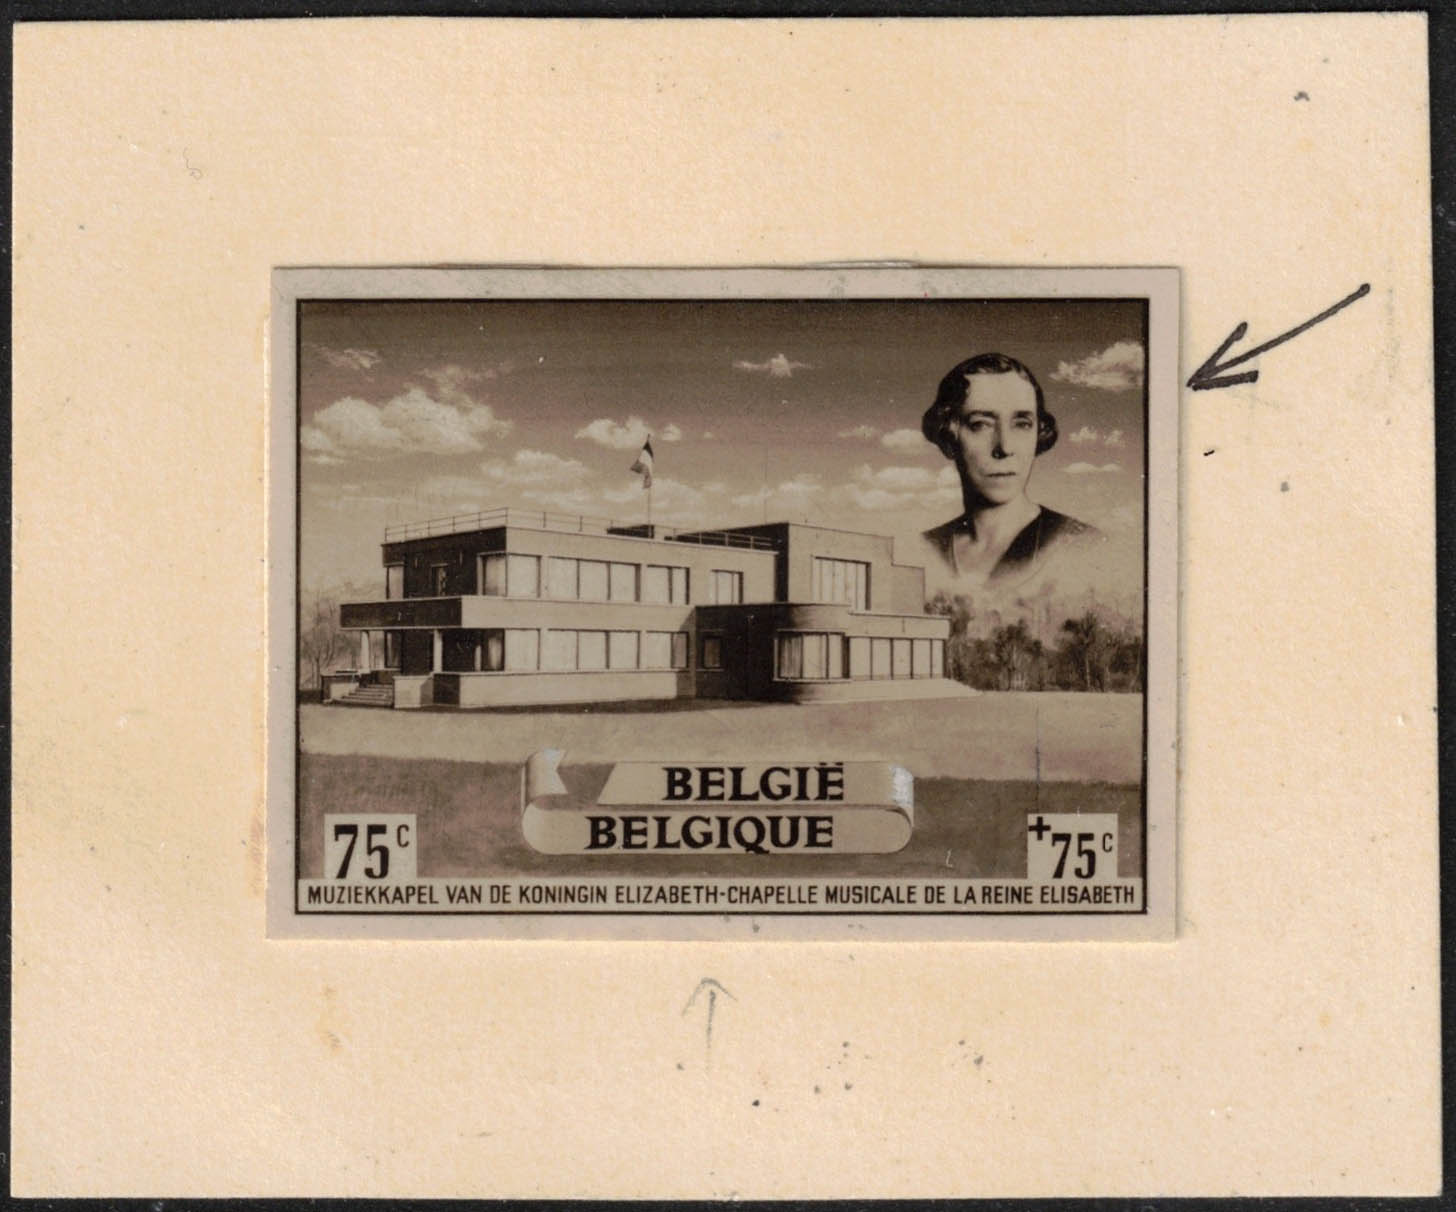 BELGIË
BELGIQUE
75c
+75c
MUZIEKKAPEL VAN DE KONINGIN ELIZABETH-CHAPELLE MUSICALE DE LA REINE ELISABETH